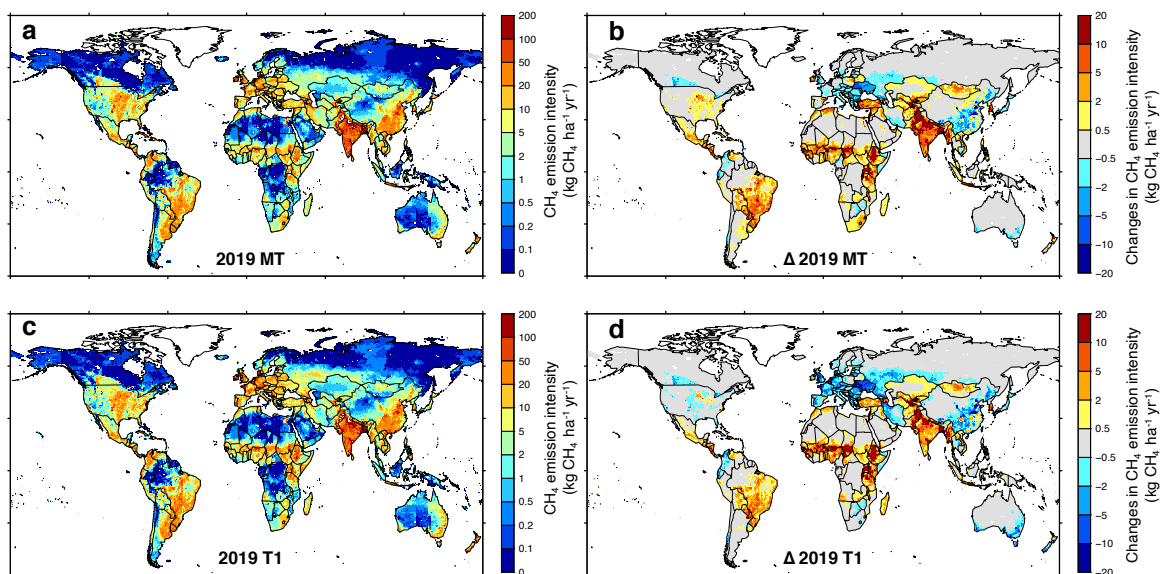 a
2019 MT
200
100
50
20
10
5
2
1
0.5
0.2
0.1
0
CH₄ emission intensity
(kg CH₄ ha⁻¹ yr⁻¹)
b
Δ 2019 MT
20
10
5
2
0.5
−0.5
−2
−5
−10
−20
Changes in CH₄ emission intensity
(kg CH₄ ha⁻¹ yr⁻¹)
c
2019 T1
200
100
50
20
10
5
2
1
0.5
0.2
0.1
0
CH₄ emission intensity
(kg CH₄ ha⁻¹ yr⁻¹)
d
Δ 2019 T1
20
10
5
2
0.5
−0.5
−2
−5
−10
−20
Changes in CH₄ emission intensity
(kg CH₄ ha⁻¹ yr⁻¹)